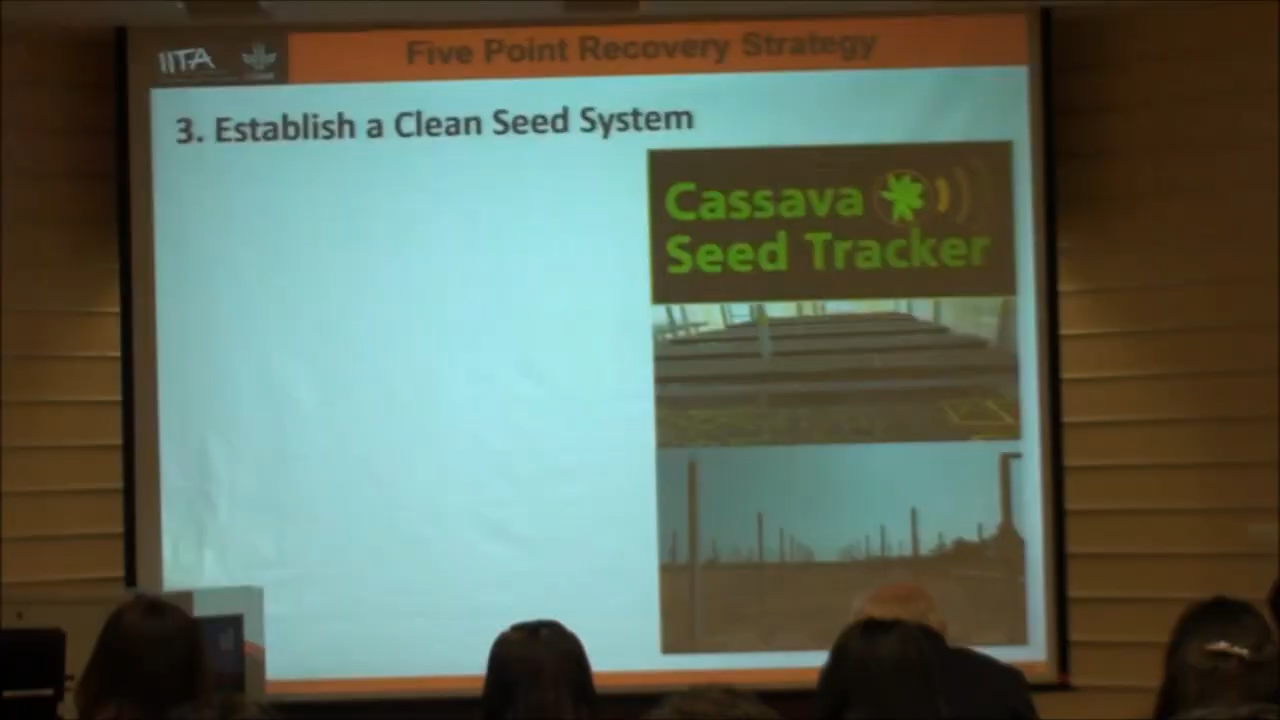 IITA
Five Point Recovery Strategy
3. Establish a Clean Seed System
Cassava
Seed Tracker